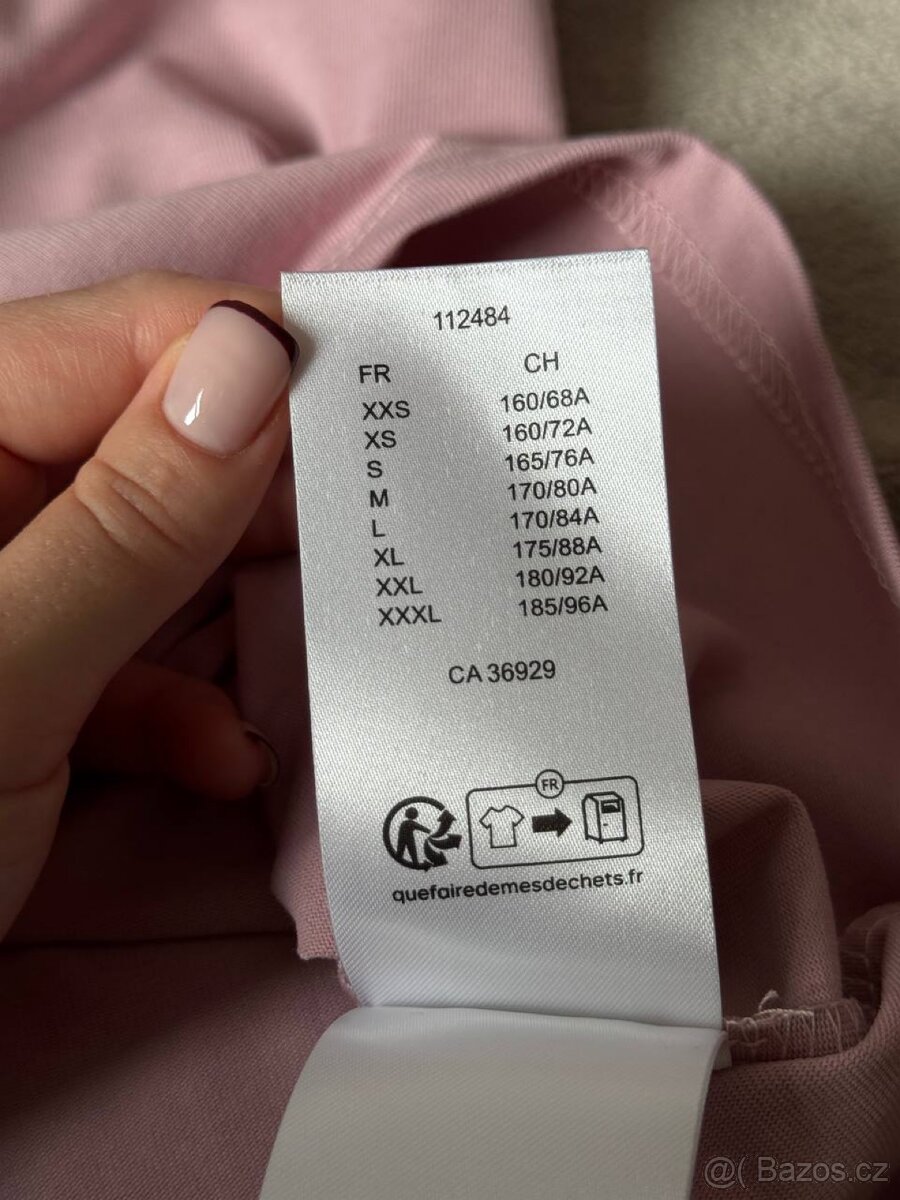 112484
FR CH
XXS 160/68A
XS 160/72A
S 165/76A
M 170/80A
L 170/84A
XL 175/88A
XXL 180/92A
XXXL 185/96A
CA 36929
FR
quefairedemesdechets.fr
@( Bazos.cz